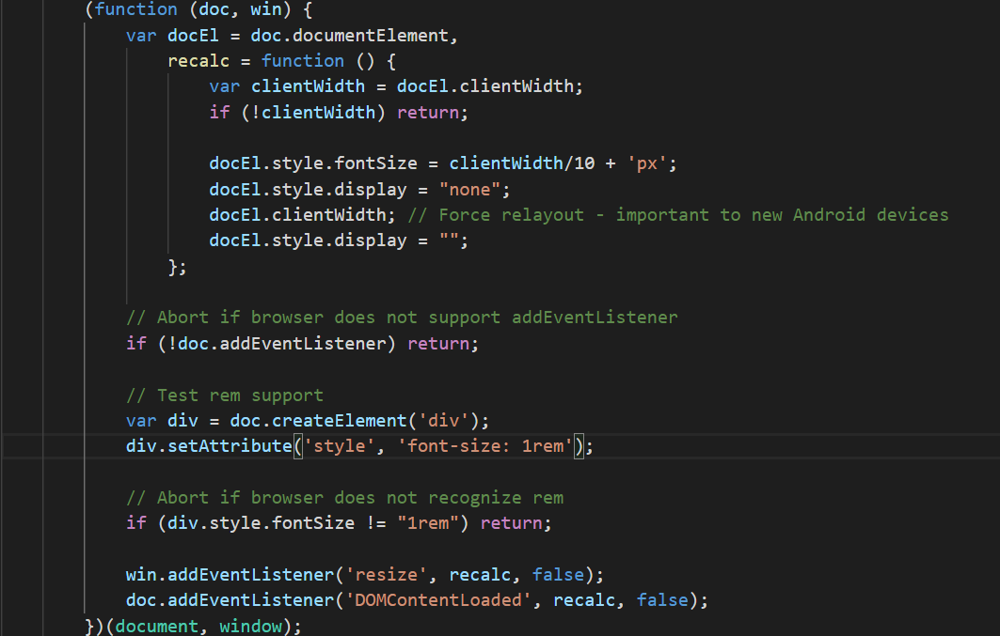 (function (doc, win) {
var docEl = doc.documentElement,
recalc = function () {
var clientWidth = docEl.clientWidth;
if (!clientWidth) return;
docEl.style.fontSize = clientWidth/10 + 'px';
docEl.style.display = "none";
docEl.clientWidth; // Force relayout - important to new Android devices
docEl.style.display = "";
};
// Abort if browser does not support addEventListener
if (!doc.addEventListener) return;
// Test rem support
var div = doc.createElement('div');
div.setAttribute('style', 'font-size: 1rem');
// Abort if browser does not recognize rem
if (div.style.fontSize != "1rem") return;
win.addEventListener('resize', recalc, false);
doc.addEventListener('DOMContentLoaded', recalc, false);
})(document, window);